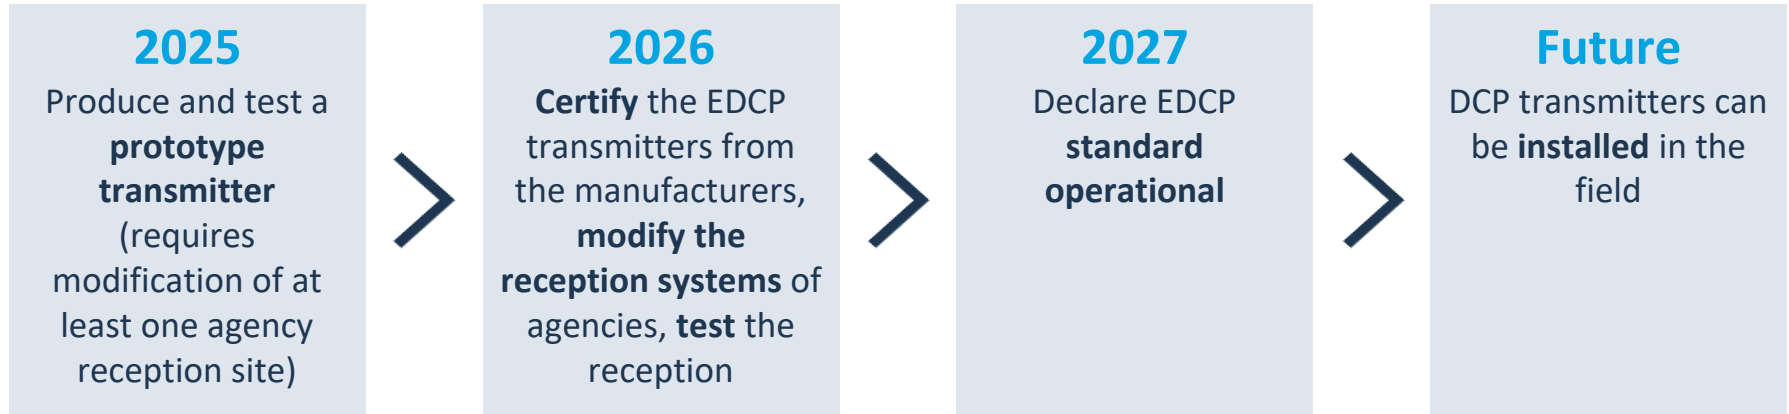 2025
Produce and test a
prototype
transmitter
(requires
modification of at
least one agency
reception site)
2026
Certify the EDCP
transmitters from
the manufacturers,
modify the
reception systems of
agencies, test the
reception
2027
Declare EDCP
standard
operational
Future
DCP transmitters can
be installed in the
field